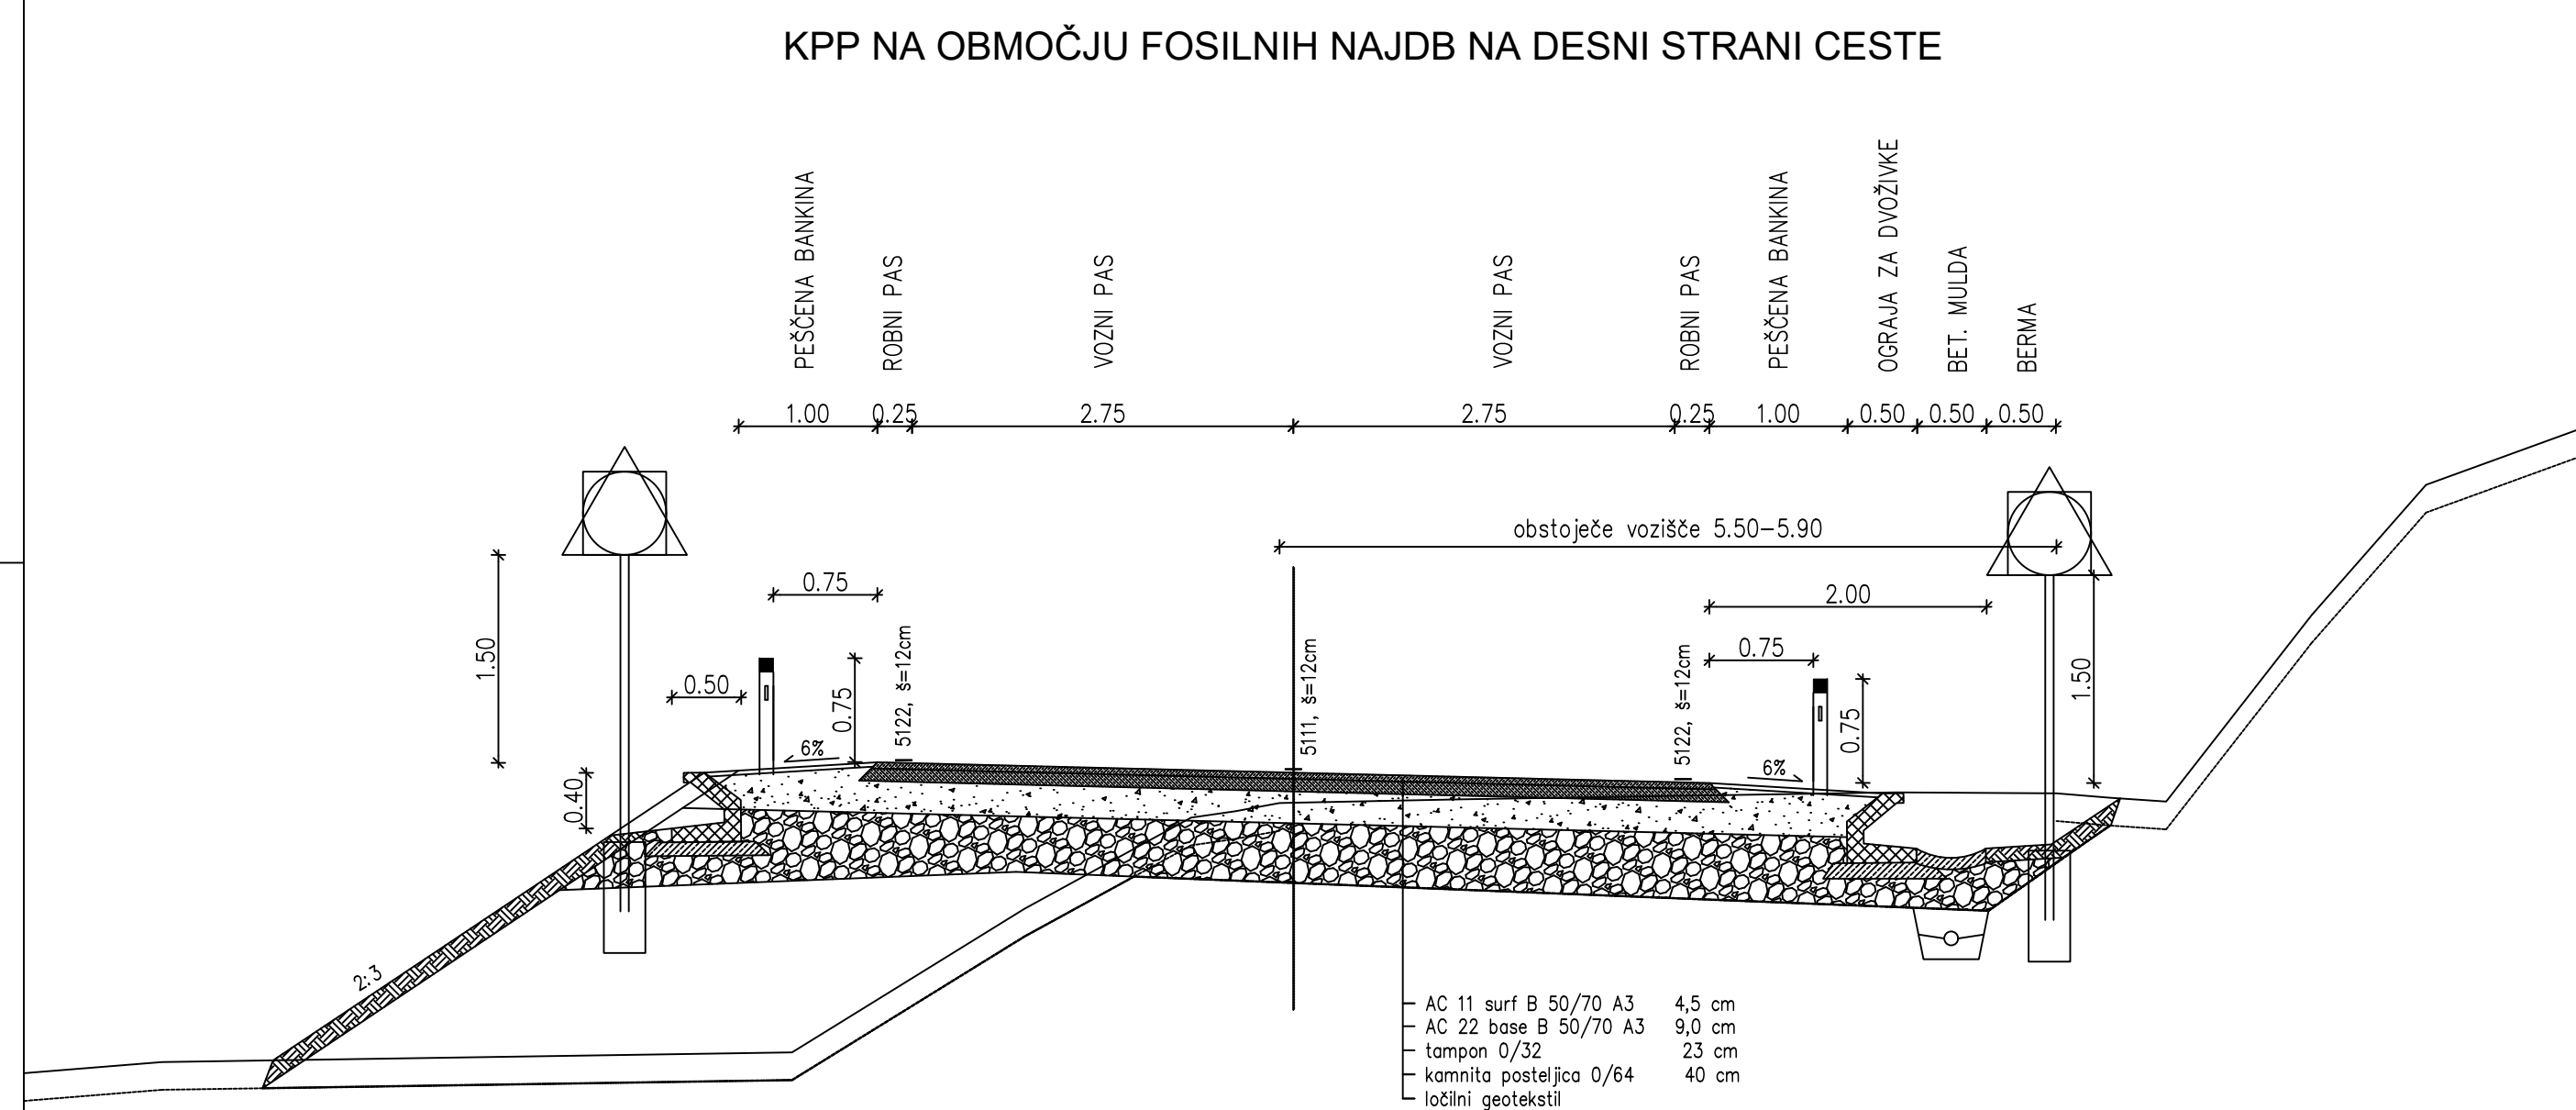 KPP NA OBMOČJU FOSILNIH NAJDB NA DESNI STRANI CESTE
PEŠČENA BANKINA
ROBNI PAS
VOZNI PAS
VOZNI PAS
ROBNI PAS
PEŠČENA BANKINA
OGRAJA ZA DVOŽIVKE
BET. MULDA
BERMA
1.00
0.25
2.75
2.75
0.25
1.00
0.50
0.50
0.50
obstoječe vozišče 5.50-5.90
0.75
2.00
1.50
0.50
0.75
5122, š=12cm
5111, š=12cm
5122, š=12cm
0.75
0.75
1.50
6%
6%
0.40
2:3
AC 11 surf B 50/70 A3 4,5 cm
AC 22 base B 50/70 A3 9,0 cm
tampon 0/32 23 cm
kamnita posteljica 0/64 40 cm
ločilni geotekstil